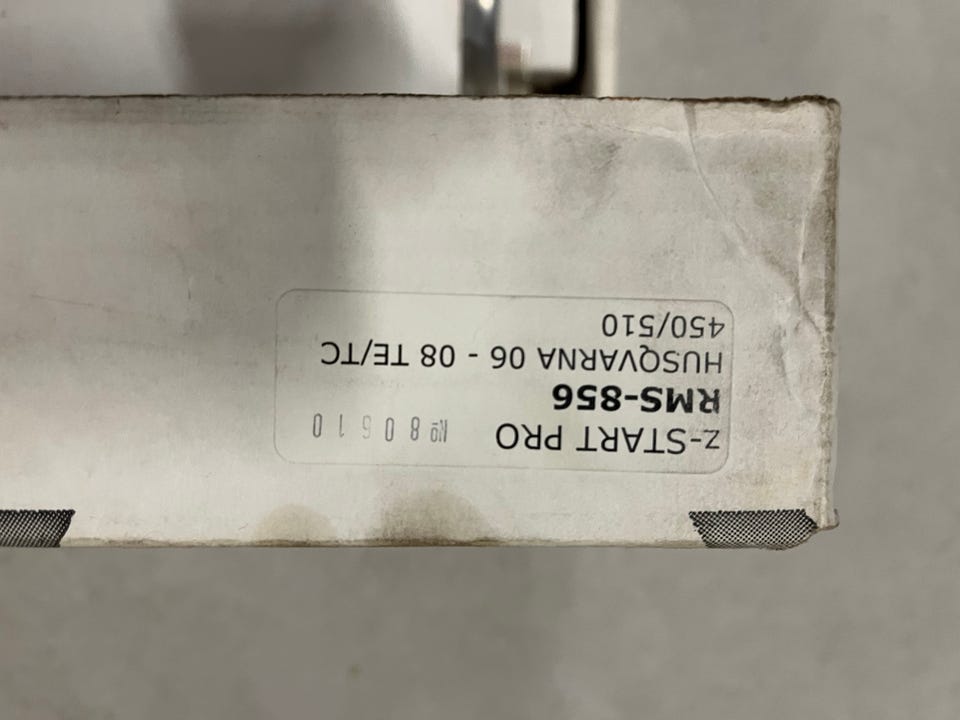 z-START PRO Nº 80610
RMS-856
HUSQVARNA 06 - 08 TE/TC
450/510